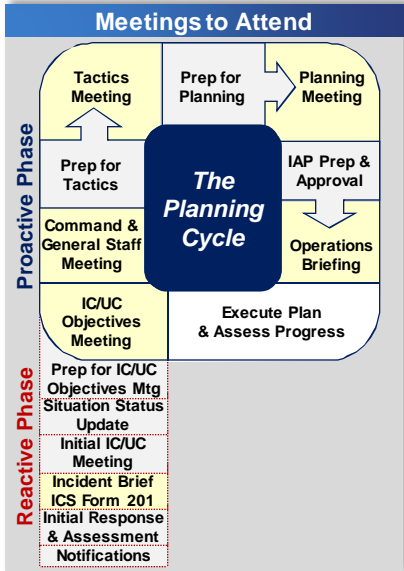 Meetings to Attend
Tactics
Meeting
Prep for
Planning
Planning
Meeting
Prep for
Tactics
The
Planning
Cycle
IAP Prep &
Approval
Command &
General Staff
Meeting
Operations
Briefing
IC/UC
Objectives
Meeting
Execute Plan
& Assess Progress
Proactive Phase
Prep for IC/UC
Objectives Mtg
Situation Status
Update
Initial IC/UC
Meeting
Incident Brief
ICS Form 201
Initial Response
& Assessment
Notifications
Reactive Phase